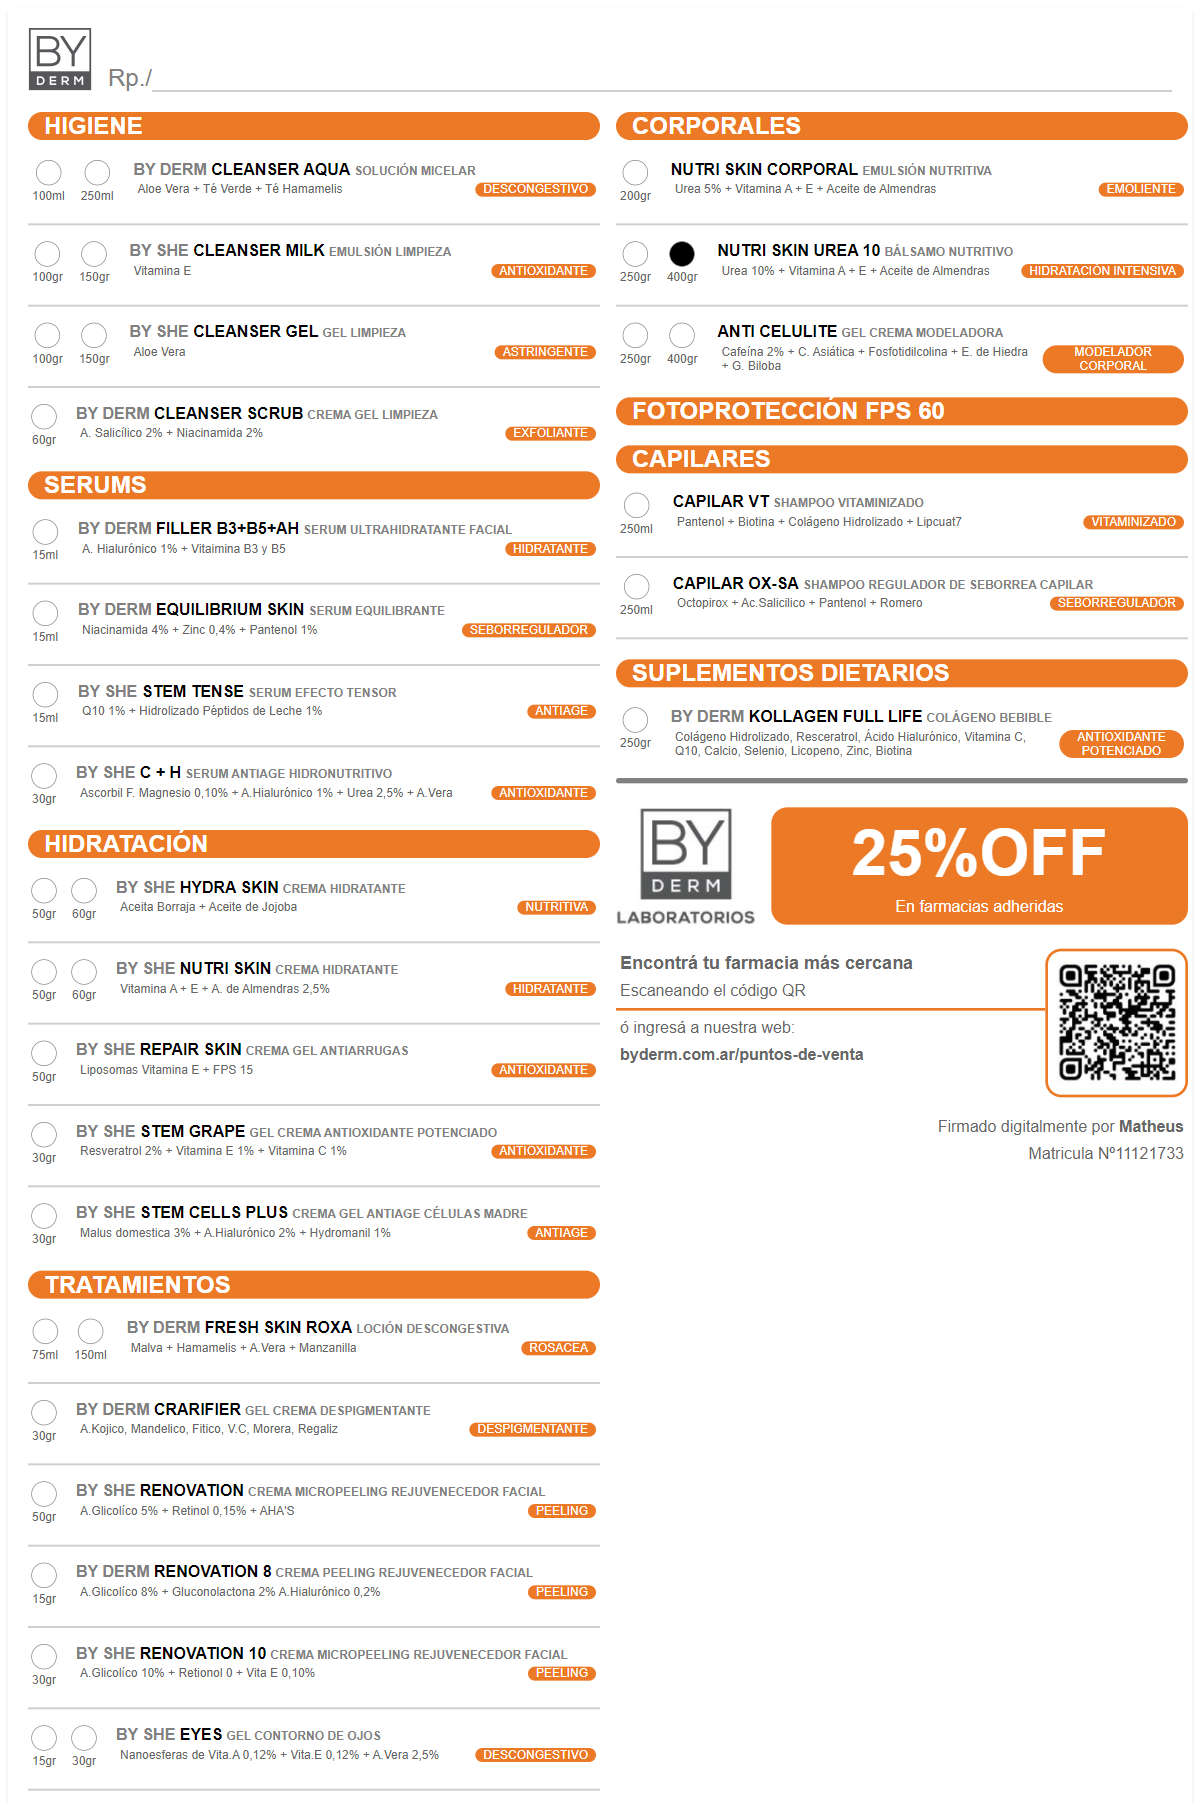 BY
DERM
Rp./
HIGIENE
100ml 250ml
BY DERM CLEANSER AQUA SOLUCIÓN MICELAR
Aloe Vera + Té Verde + Té Hamamelis
DESCONGESTIVO
100gr 150gr
BY SHE CLEANSER MILK EMULSIÓN LIMPIEZA
Vitamina E
ANTIOXIDANTE
100gr 150gr
BY SHE CLEANSER GEL GEL LIMPIEZA
Aloe Vera
ASTRINGENTE
60gr
BY DERM CLEANSER SCRUB CREMA GEL LIMPIEZA
A. Salicílico 2% + Niacinamida 2%
EXFOLIANTE
SERUMS
15ml
BY DERM FILLER B3+B5+AH SERUM ULTRAHIDRATANTE FACIAL
A. Hialurónico 1% + Vitaimina B3 y B5
HIDRATANTE
15ml
BY DERM EQUILIBRIUM SKIN SERUM EQUILIBRANTE
Niacinamida 4% + Zinc 0,4% + Pantenol 1%
SEBORREGULADOR
15ml
BY SHE STEM TENSE SERUM EFECTO TENSOR
Q10 1% + Hidrolizado Péptidos de Leche 1%
ANTIAGE
30gr
BY SHE C + H SERUM ANTIAGE HIDRONUTRITIVO
Ascorbil F. Magnesio 0,10% + A.Hialurónico 1% + Urea 2,5% + A.Vera
ANTIOXIDANTE
HIDRATACIÓN
50gr 60gr
BY SHE HYDRA SKIN CREMA HIDRATANTE
Aceita Borraja + Aceite de Jojoba
NUTRITIVA
50gr 60gr
BY SHE NUTRI SKIN CREMA HIDRATANTE
Vitamina A + E + A. de Almendras 2,5%
HIDRATANTE
50gr
BY SHE REPAIR SKIN CREMA GEL ANTIARRUGAS
Liposomas Vitamina E + FPS 15
ANTIOXIDANTE
30gr
BY SHE STEM GRAPE GEL CREMA ANTIOXIDANTE POTENCIADO
Resveratrol 2% + Vitamina E 1% + Vitamina C 1%
ANTIOXIDANTE
30gr
BY SHE STEM CELLS PLUS CREMA GEL ANTIAGE CÉLULAS MADRE
Malus domestica 3% + A.Hialurónico 2% + Hydromanil 1%
ANTIAGE
TRATAMIENTOS
75ml 150ml
BY DERM FRESH SKIN ROXA LOCIÓN DESCONGESTIVA
Malva + Hamamelis + A.Vera + Manzanilla
ROSACEA
30gr
BY DERM CRARIFIER GEL CREMA DESPIGMENTANTE
A.Kojico, Mandelico, Fitico, V.C, Morera, Regaliz
DESPIGMENTANTE
50gr
BY SHE RENOVATION CREMA MICROPEELING REJUVENECEDOR FACIAL
A.Glicolíco 5% + Retinol 0,15% + AHA'S
PEELING
15gr
BY DERM RENOVATION 8 CREMA PEELING REJUVENECEDOR FACIAL
A.Glicolíco 8% + Gluconolactona 2% A.Hialurónico 0,2%
PEELING
30gr
BY SHE RENOVATION 10 CREMA MICROPEELING REJUVENECEDOR FACIAL
A.Glicolíco 10% + Retionol 0 + Vita E 0,10%
PEELING
15gr 30gr
BY SHE EYES GEL CONTORNO DE OJOS
Nanoesferas de Vita.A 0,12% + Vita.E 0,12% + A.Vera 2,5%
DESCONGESTIVO
CORPORALES
200gr
NUTRI SKIN CORPORAL EMULSIÓN NUTRITIVA
Urea 5% + Vitamina A + E + Aceite de Almendras
EMOLIENTE
250gr 400gr
NUTRI SKIN UREA 10 BÁLSAMO NUTRITIVO
Urea 10% + Vitamina A + E + Aceite de Almendras
HIDRATACIÓN INTENSIVA
250gr 400gr
ANTI CELULITE GEL CREMA MODELADORA
Cafeína 2% + C. Asiática + Fosfotidilcolina + E. de Hiedra
+ G. Biloba
MODELADOR
CORPORAL
FOTOPROTECCIÓN FPS 60
CAPILARES
250ml
CAPILAR VT SHAMPOO VITAMINIZADO
Pantenol + Biotina + Colágeno Hidrolizado + Lipcuat7
VITAMINIZADO
250ml
CAPILAR OX-SA SHAMPOO REGULADOR DE SEBORREA CAPILAR
Octopirox + Ac.Salicilico + Pantenol + Romero
SEBORREGULADOR
SUPLEMENTOS DIETARIOS
250gr
BY DERM KOLLAGEN FULL LIFE COLÁGENO BEBIBLE
Colágeno Hidrolizado, Resceratrol, Ácido Hialurónico, Vitamina C,
Q10, Calcio, Selenio, Licopeno, Zinc, Biotina
ANTIOXIDANTE
POTENCIADO
BY
DERM
LABORATORIOS
25%OFF
En farmacias adheridas
Encontrá tu farmacia más cercana
Escaneando el código QR
ó ingresá a nuestra web:
byderm.com.ar/puntos-de-venta
Firmado digitalmente por Matheus
Matricula Nº11121733